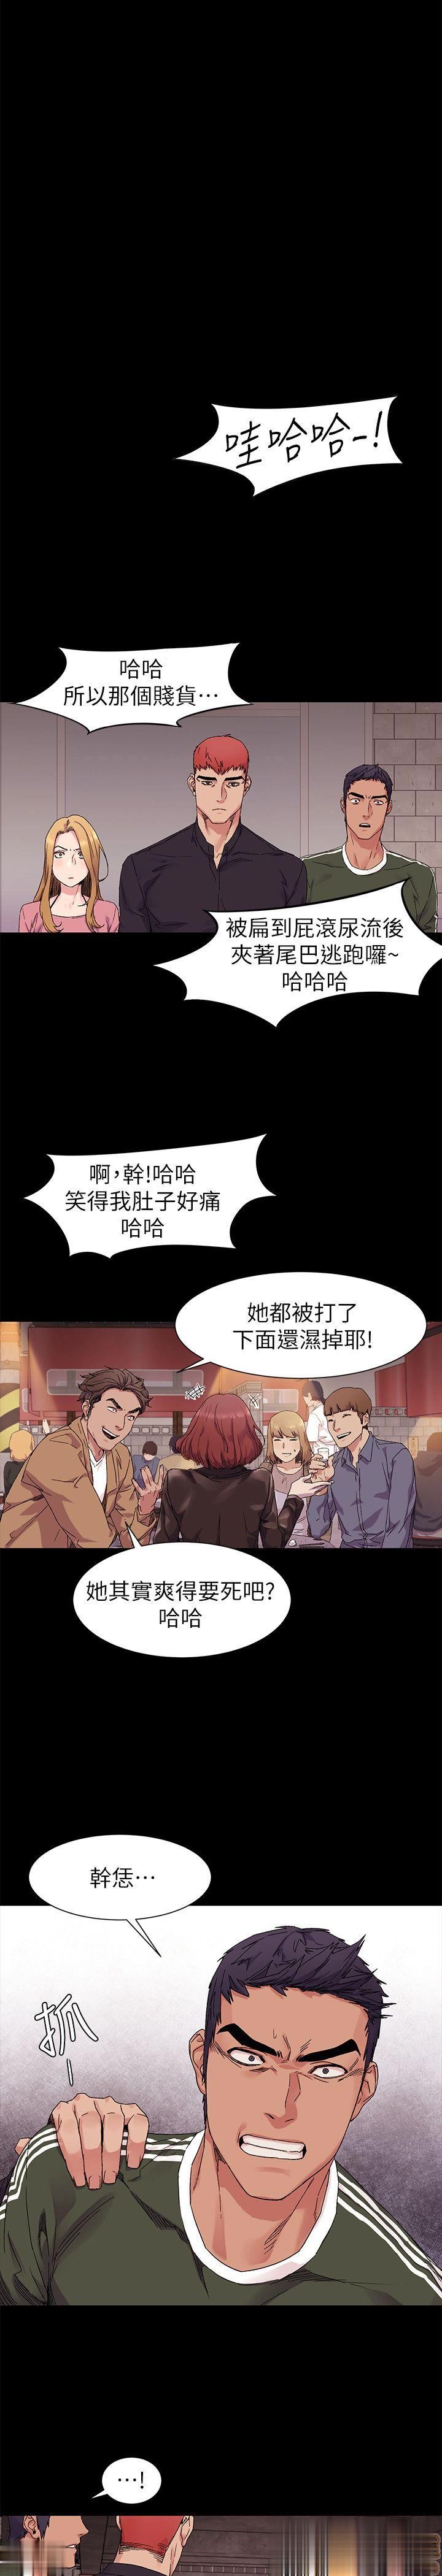 哇哈哈-!
哈哈
所以那個賤貨⋯
被扁到屁滾尿流後
夾著尾巴逃跑囉~
哈哈哈
啊,幹!哈哈
笑得我肚子好痛
哈哈
她都被打了
下面還濕掉耶!
她其實爽得要死吧?
哈哈
幹恁⋯
抓
⋯!